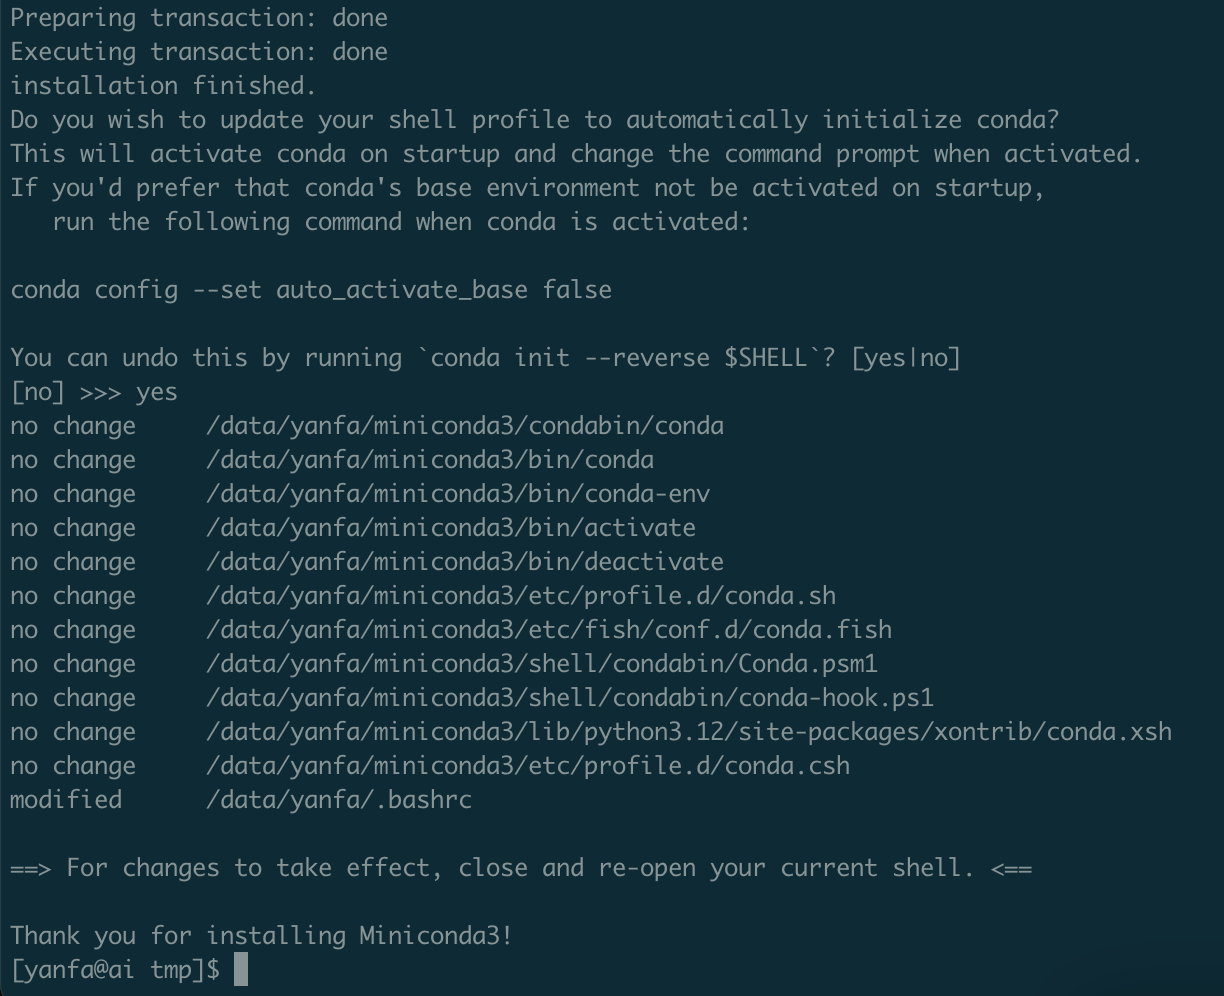 Preparing transaction: done
Executing transaction: done
installation finished.
Do you wish to update your shell profile to automatically initialize conda?
This will activate conda on startup and change the command prompt when activated.
If you'd prefer that conda's base environment not be activated on startup,
   run the following command when conda is activated:

conda config --set auto_activate_base false

You can undo this by running `conda init --reverse $SHELL`? [yes|no]
[no] >>> yes
no change     /data/yanfa/miniconda3/condabin/conda
no change     /data/yanfa/miniconda3/bin/conda
no change     /data/yanfa/miniconda3/bin/conda-env
no change     /data/yanfa/miniconda3/bin/activate
no change     /data/yanfa/miniconda3/bin/deactivate
no change     /data/yanfa/miniconda3/etc/profile.d/conda.sh
no change     /data/yanfa/miniconda3/etc/fish/conf.d/conda.fish
no change     /data/yanfa/miniconda3/shell/condabin/Conda.psm1
no change     /data/yanfa/miniconda3/shell/condabin/conda-hook.ps1
no change     /data/yanfa/miniconda3/lib/python3.12/site-packages/xontrib/conda.xsh
no change     /data/yanfa/miniconda3/etc/profile.d/conda.csh
modified      /data/yanfa/.bashrc

==> For changes to take effect, close and re-open your current shell. <==

Thank you for installing Miniconda3!
[yanfa@ai tmp]$